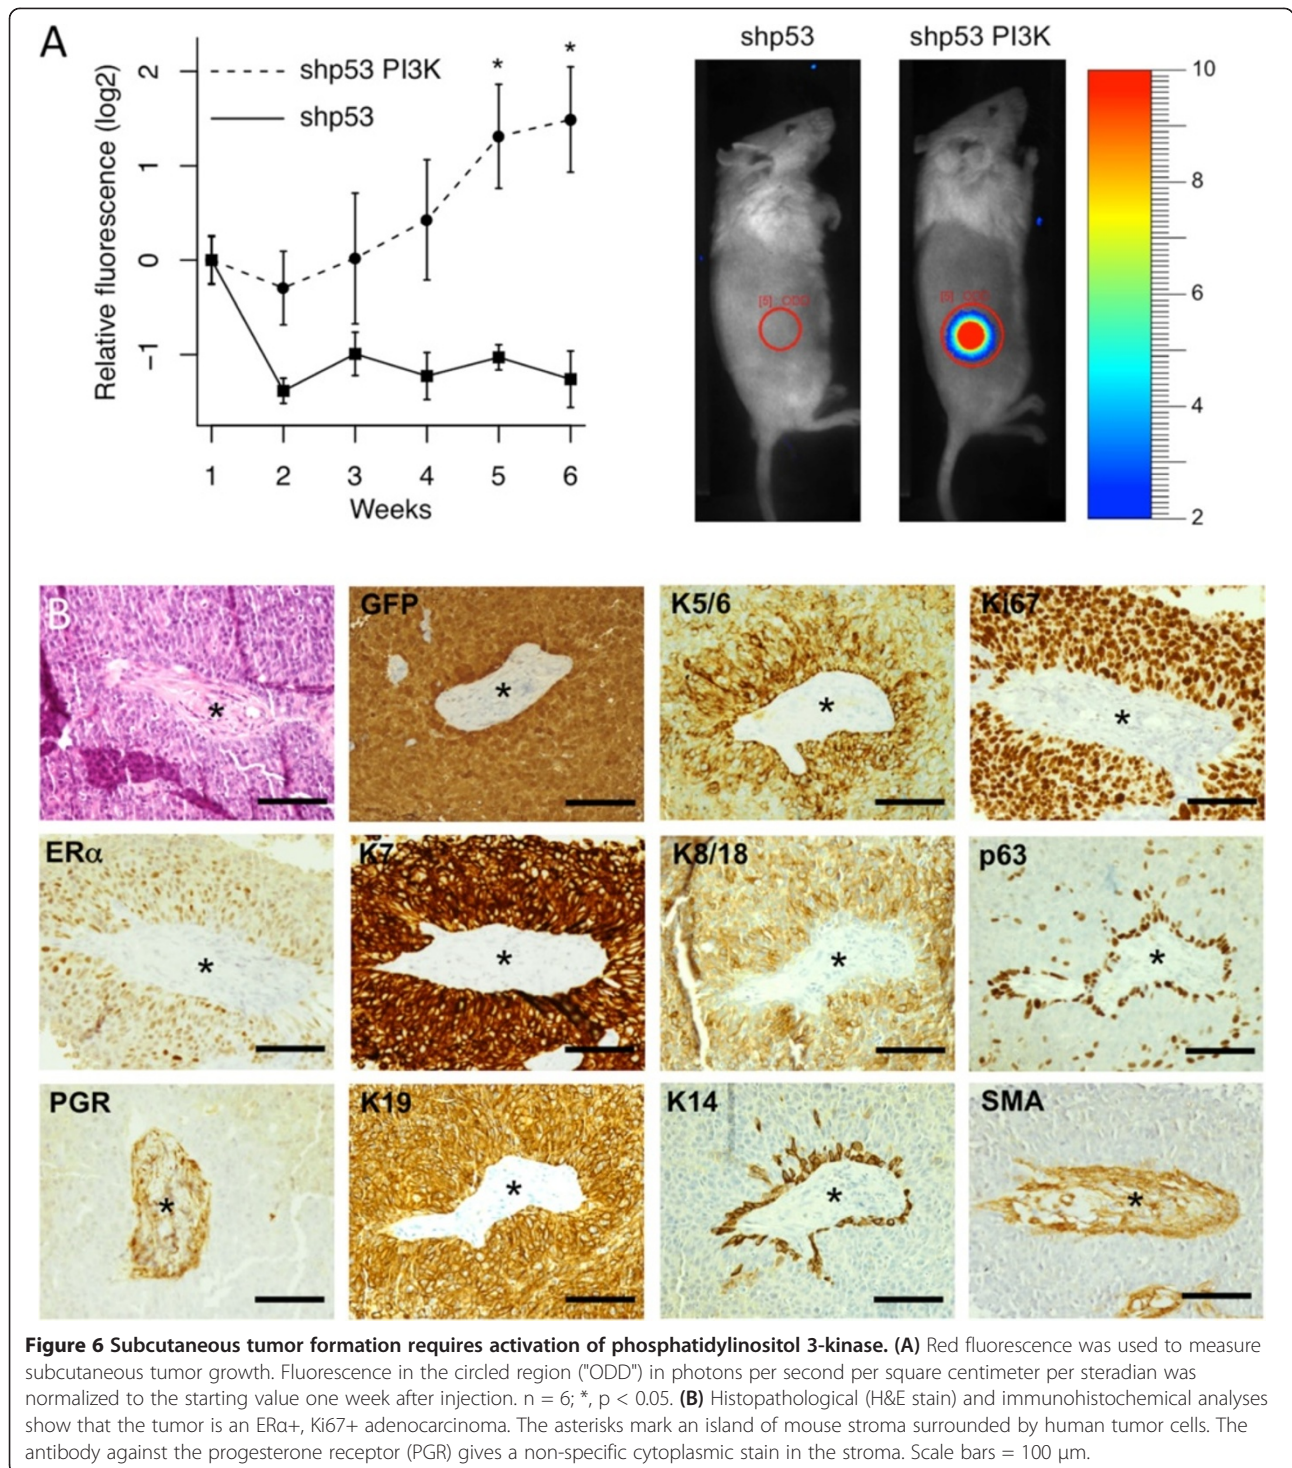 A
shp53 PI3K
shp53
Relative fluorescence (log2)
2
1
0
−1
* *
1 2 3 4 5 6
Weeks
shp53 shp53 PI3K
[5] ODD
[5] ODD
10
8
6
4
2
B
GFP
K5/6
Ki67
ERα
K7
K8/18
p63
PGR
K19
K14
SMA
* * * *
* * * *
* * * *
Figure 6 Subcutaneous tumor formation requires activation of phosphatidylinositol 3-kinase. (A) Red fluorescence was used to measure
subcutaneous tumor growth. Fluorescence in the circled region ("ODD") in photons per second per square centimeter per steradian was
normalized to the starting value one week after injection. n = 6; *, p < 0.05. (B) Histopathological (H&E stain) and immunohistochemical analyses
show that the tumor is an ERα+, Ki67+ adenocarcinoma. The asterisks mark an island of mouse stroma surrounded by human tumor cells. The
antibody against the progesterone receptor (PGR) gives a non-specific cytoplasmic stain in the stroma. Scale bars = 100 μm.